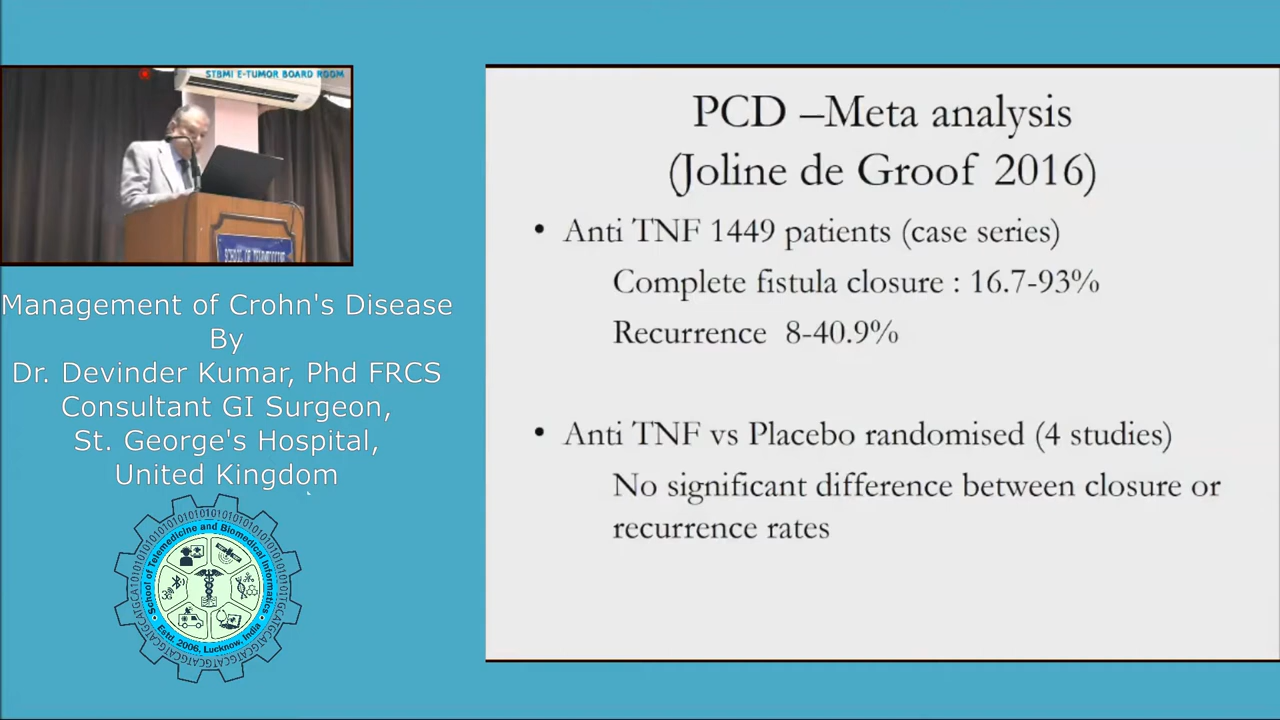 STBMI E-TUMOR BOARD ROOM
SCHOOL OF TELEMEDICINE
Management of Crohn's Disease
By
Dr. Devinder Kumar, Phd FRCS
Consultant GI Surgeon,
St. George's Hospital,
United Kingdom
School of Telemedicine and Biomedical Informatics
Estd. 2006, Lucknow, India
PCD –Meta analysis
(Joline de Groof 2016)
• Anti TNF 1449 patients (case series)
Complete fistula closure : 16.7-93%
Recurrence 8-40.9%
• Anti TNF vs Placebo randomised (4 studies)
No significant difference between closure or
recurrence rates